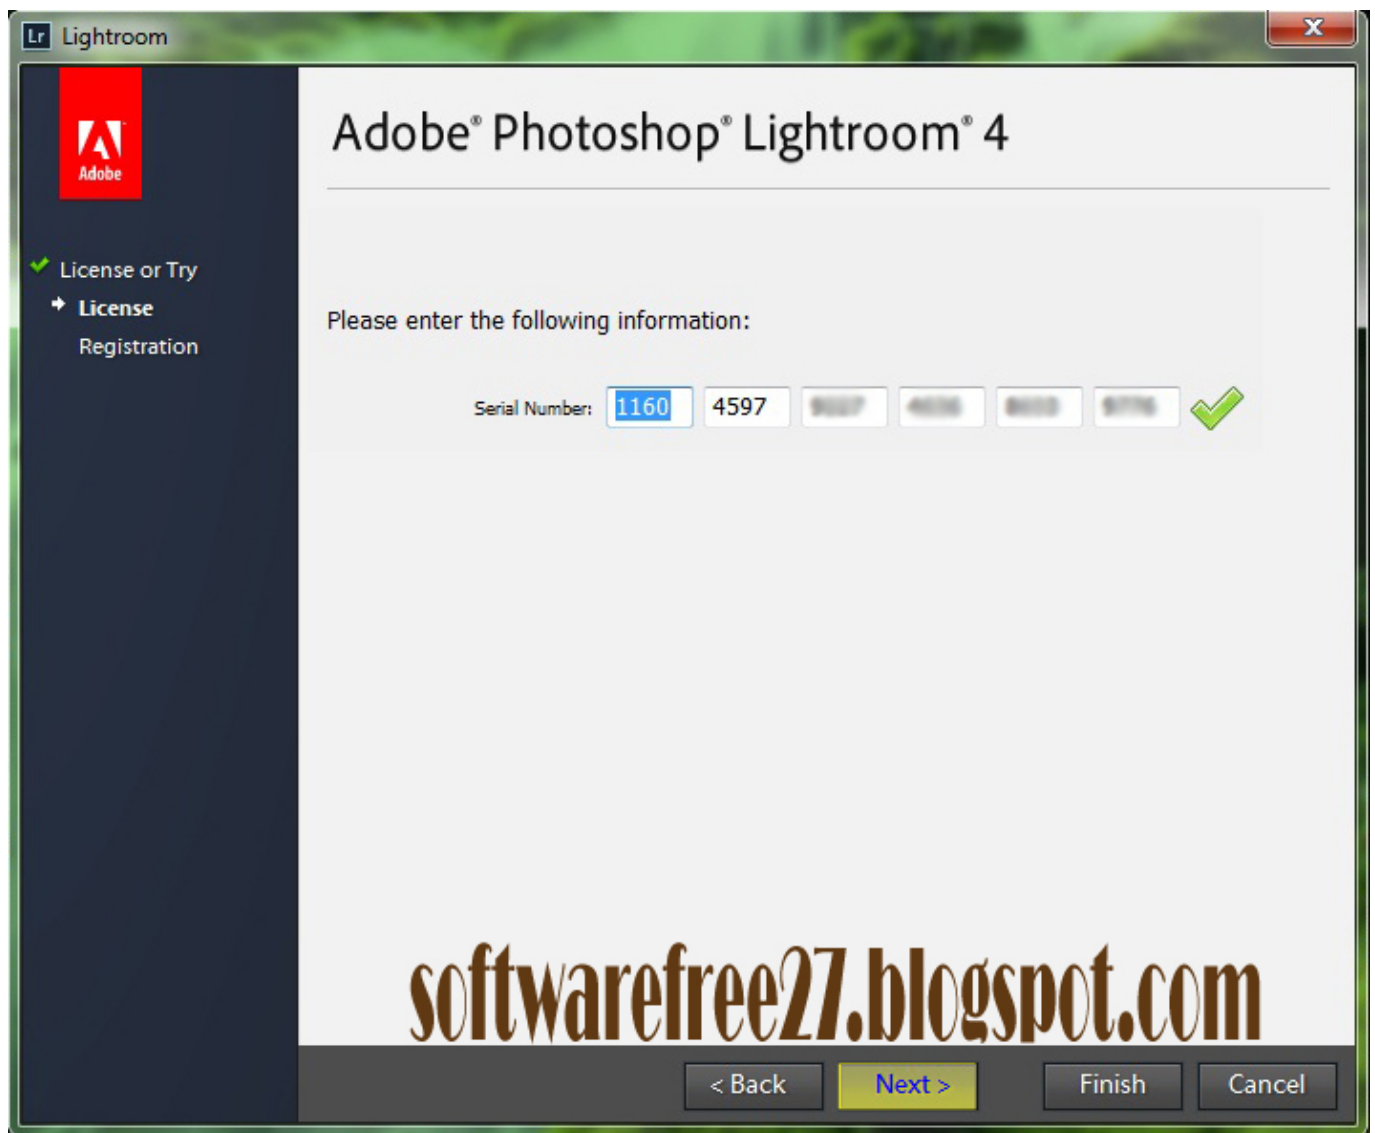 Lr Lightroom
x
Adobe
Adobe® Photoshop® Lightroom® 4
License or Try
License
Registration
Please enter the following information:
Serial Number: 1160 4597
softwarefree27.blogspot.com
< Back Next > Finish Cancel